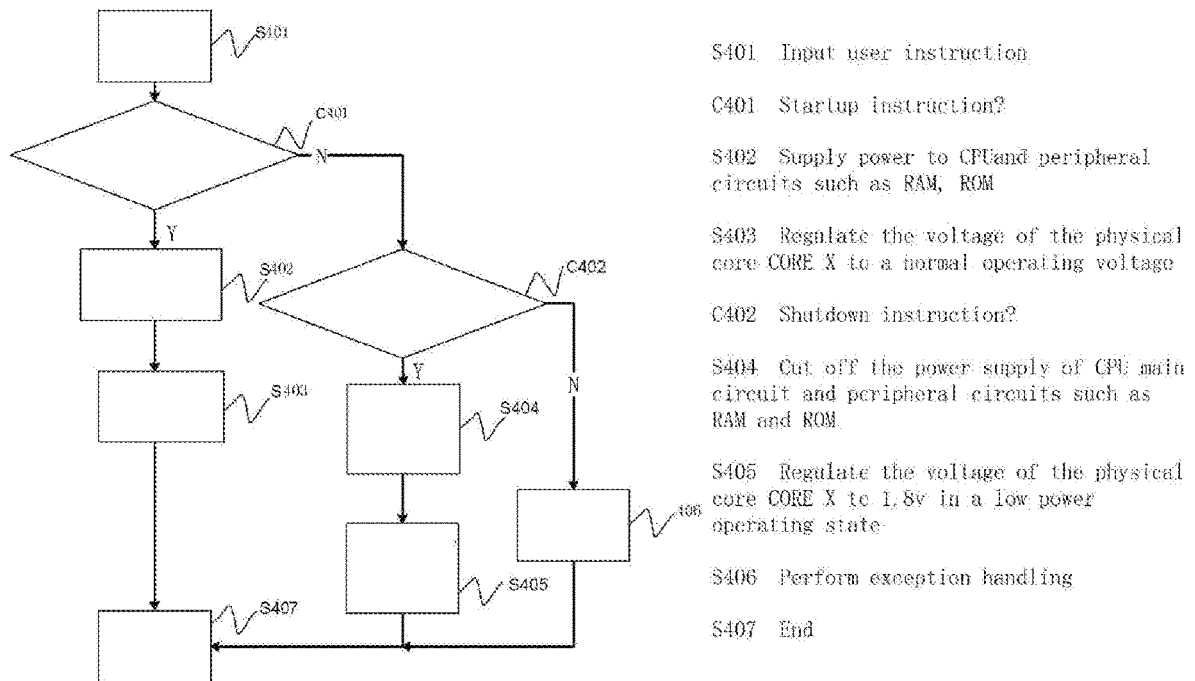 S401
C401
N
Y
S402
C402
S403
Y
N
S404
406
S405
S407
S401 Input user instruction
C401 Startup instruction?
S402 Supply power to CPUand peripheral
circuits such as RAM, ROM
S403 Regulate the voltage of the physical
core CORE X to a normal operating voltage
C402 Shutdown instruction?
S404 Cut off the power supply of CPU main
circuit and peripheral circuits such as
RAM and ROM
S405 Regulate the voltage of the physical
core CORE X to 1.8v in a low power
operating state
S406 Perform exception handling
S407 End